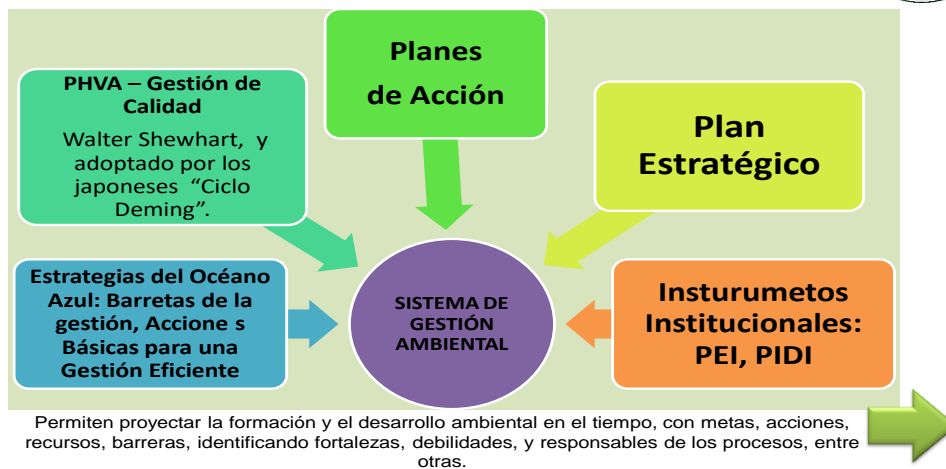 Planes
de Acción
PHVA – Gestión de
Calidad
Walter Shewhart, y
adoptado por los
japoneses “Ciclo
Deming”.
Plan
Estratégico
Estrategias del Océano
Azul: Barretas de la
gestión, Accione s
Básicas para una
Gestión Eficiente
SISTEMA DE
GESTIÓN
AMBIENTAL
Insturumetos
Institucionales:
PEI, PIDI
Permiten proyectar la formación y el desarrollo ambiental en el tiempo, con metas, acciones,
recursos, barreras, identificando fortalezas, debilidades, y responsables de los procesos, entre
otras.